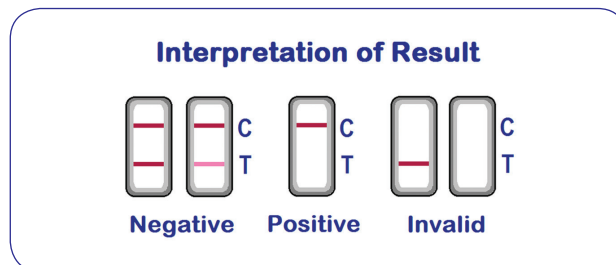 Interpretation of Result
C C C
T T T
Negative Positive Invalid